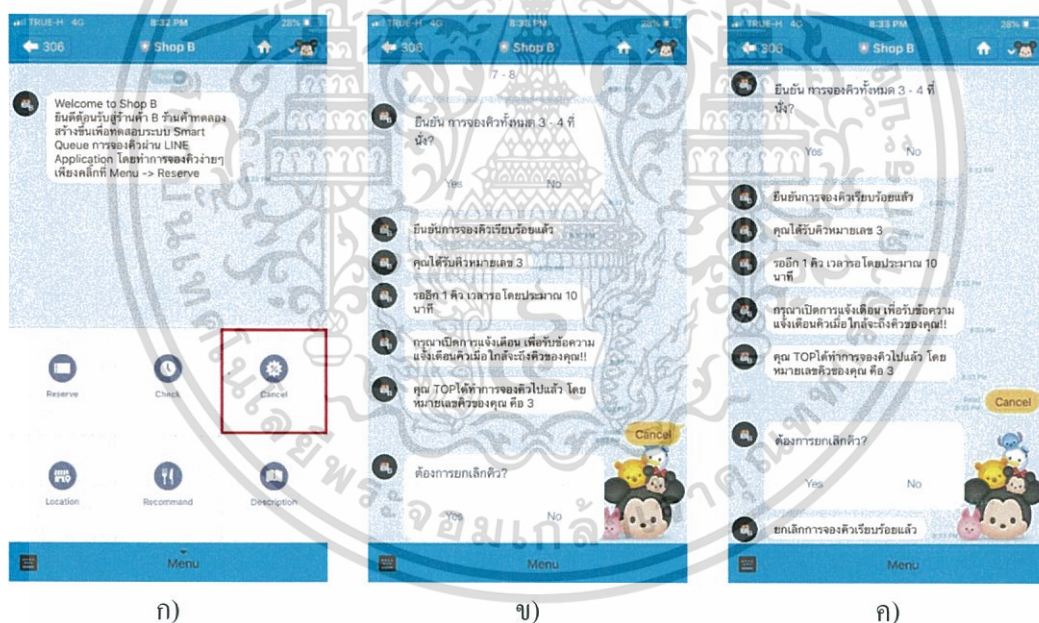 TRUE-H 4G 8:32 PM 28%
306 Shop B
Welcome to Shop B
ยินดีต้อนรับสู่ร้านค้า B ร้านค้าทดลอง
สร้างขึ้นเพื่อทดสอบระบบ Smart
Queue การจองคิวผ่าน LINE
Application โดยทำการจองคิวง่ายๆ
เพียงคลิ๊กที่ Menu -> Reserve
Reserve Check Cancel
Location Recommand Description
Menu
ก)
TRUE-H 4G 8:33 PM 28%
306 Shop B
7 - 8
ยืนยัน การจองคิวทั้งหมด 3 - 4 ที่
นั่ง?
Yes No
ยืนยันการจองคิวเรียบร้อยแล้ว
คุณได้รับคิวหมายเลข 3
รออีก 1 คิว เวลารอโดยประมาณ 10
นาที
กรุณาเปิดการแจ้งเตือน เพื่อรับข้อความ
แจ้งเตือนคิวเมื่อใกล้จะถึงคิวของคุณ!!
คุณ TOPได้ทำการจองคิวไปแล้ว โดย
หมายเลขคิวของคุณ คือ 3
Cancel
ต้องการยกเลิกคิว?
Yes No
Menu
ข)
TRUE-H 4G 8:33 PM 28%
306 Shop B
ยืนยัน การจองคิวทั้งหมด 3 - 4 ที่
นั่ง?
Yes No
ยืนยันการจองคิวเรียบร้อยแล้ว
คุณได้รับคิวหมายเลข 3
รออีก 1 คิว เวลารอโดยประมาณ 10
นาที
กรุณาเปิดการแจ้งเตือน เพื่อรับข้อความ
แจ้งเตือนคิวเมื่อใกล้จะถึงคิวของคุณ!!
คุณ TOPได้ทำการจองคิวไปแล้ว โดย
หมายเลขคิวของคุณ คือ 3
Cancel
ต้องการยกเลิกคิว?
Yes No
ยกเลิกการจองคิวเรียบร้อยแล้ว
Menu
ค)